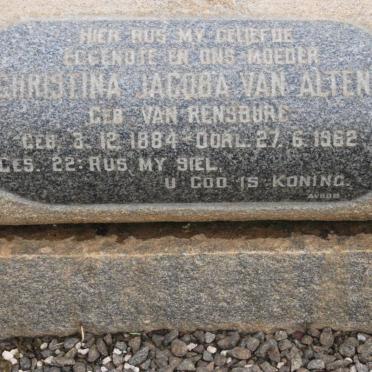 HIER RUS MY GELIEFDE
EGGENOTE EN ONS MOEDER
CHRISTINA JACOBA VAN ALTEN
GEB VAN RENSBURG
GEB. 3.12.1884 - OORL. 27.6.1962
GES. 22: RUS, MY SIEL,
U GOD IS KONING.